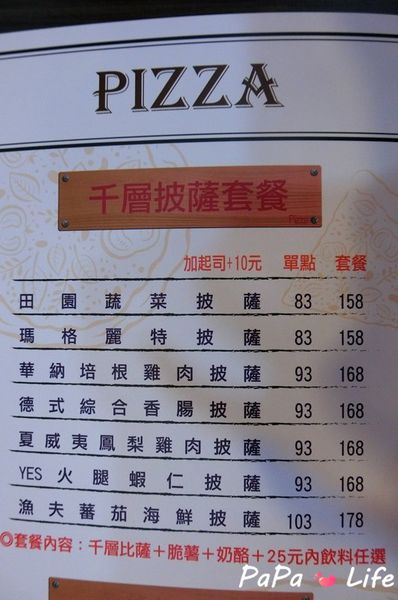 PIZZA
千層披薩套餐
Pizza
加起司+10元 單點 套餐
田園蔬菜披薩 83 158
瑪格麗特披薩 83 158
華納培根雞肉披薩 93 168
德式綜合香腸披薩 93 168
夏威夷鳳梨雞肉披薩 93 168
YES火腿蝦仁披薩 93 168
漁夫蕃茄海鮮披薩 103 178
◎套餐內容：千層比薩＋脆薯＋奶酪＋25元內飲料任選
PaPa Life